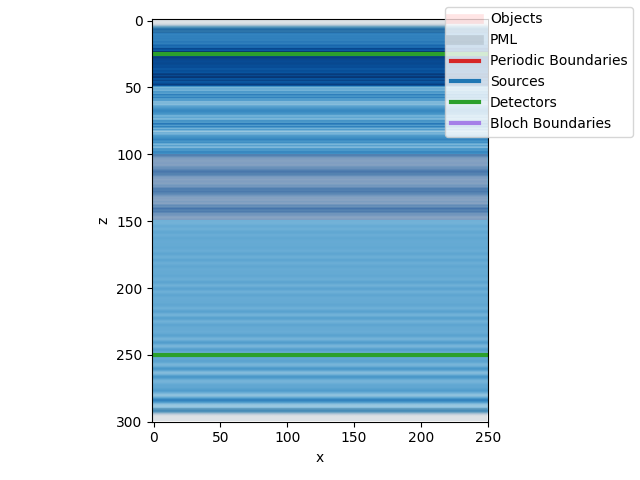 Objects
PML
Periodic Boundaries
Sources
Detectors
Bloch Boundaries
0
50
100
150
200
250
300
z
0
50
100
150
200
250
x